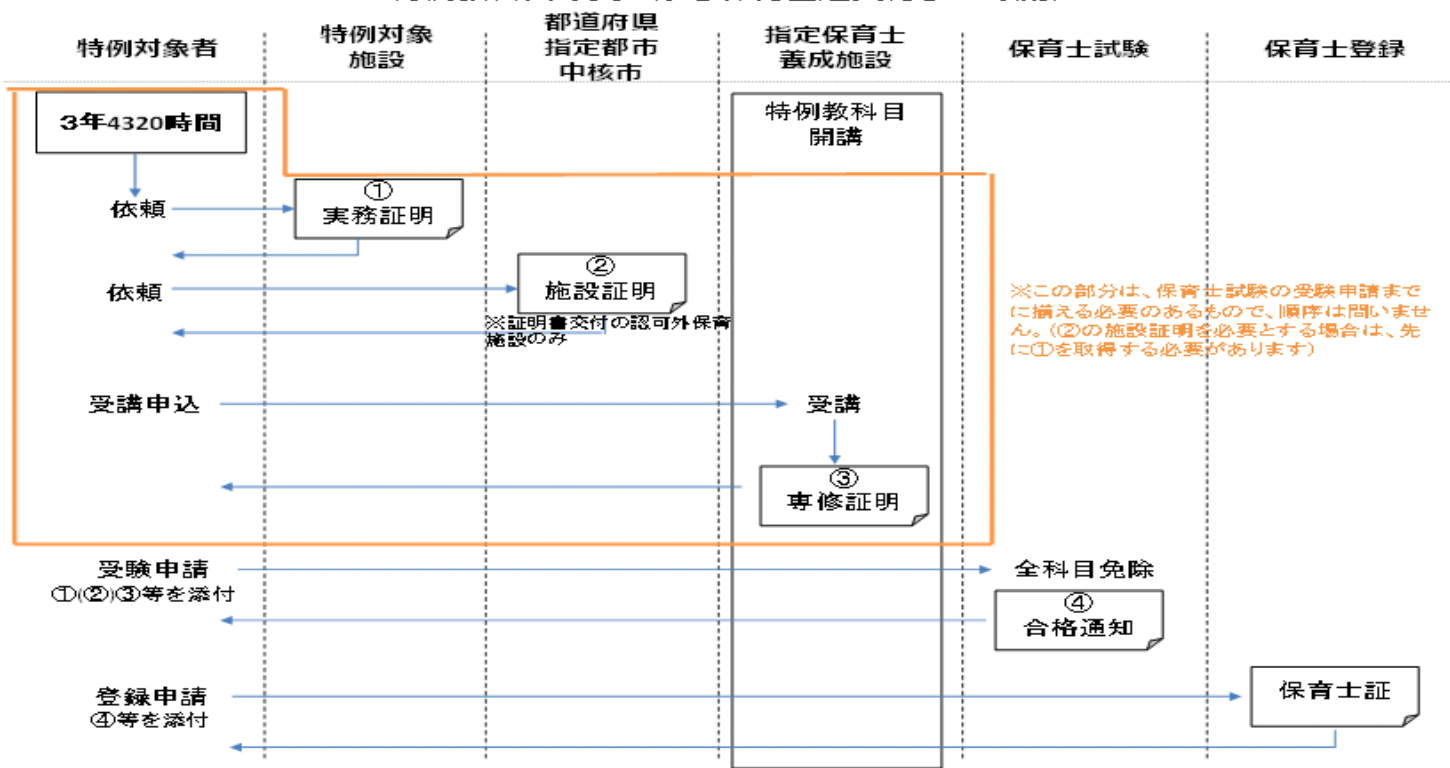 特例対象者
特例対象
施設
都道府県
指定都市
中核市
指定保育士
養成施設
保育士試験
保育士登録
3年4320時間
特例教科目
開講
依頼
①
実務証明
依頼
②
施設証明
※証明書交付の認可外保育
施設のみ
※この部分は、保育士試験の受験申請まで
に揃える必要のあるもので、順序は問いませ
ん。(②の施設証明を必要とする場合は、先
に①を取得する必要があります)
受講申込
受講
③
専修証明
受験申請
①(②)③等を添付
全科目免除
④
合格通知
登録申請
④等を添付
保育士証